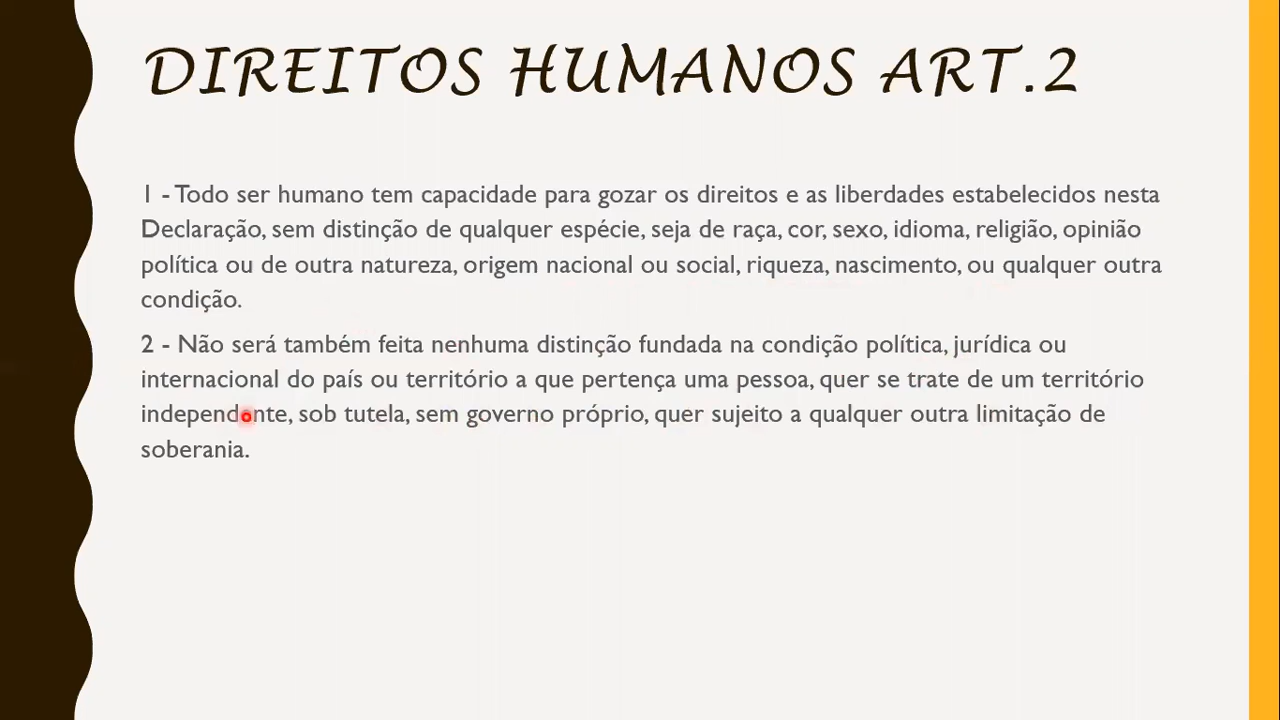 DIREITOS HUMANOS ART.2
1 - Todo ser humano tem capacidade para gozar os direitos e as liberdades estabelecidos nesta
Declaração, sem distinção de qualquer espécie, seja de raça, cor, sexo, idioma, religião, opinião
política ou de outra natureza, origem nacional ou social, riqueza, nascimento, ou qualquer outra
condição.
2 - Não será também feita nenhuma distinção fundada na condição política, jurídica ou
internacional do país ou território a que pertença uma pessoa, quer se trate de um território
independente, sob tutela, sem governo próprio, quer sujeito a qualquer outra limitação de
soberania.